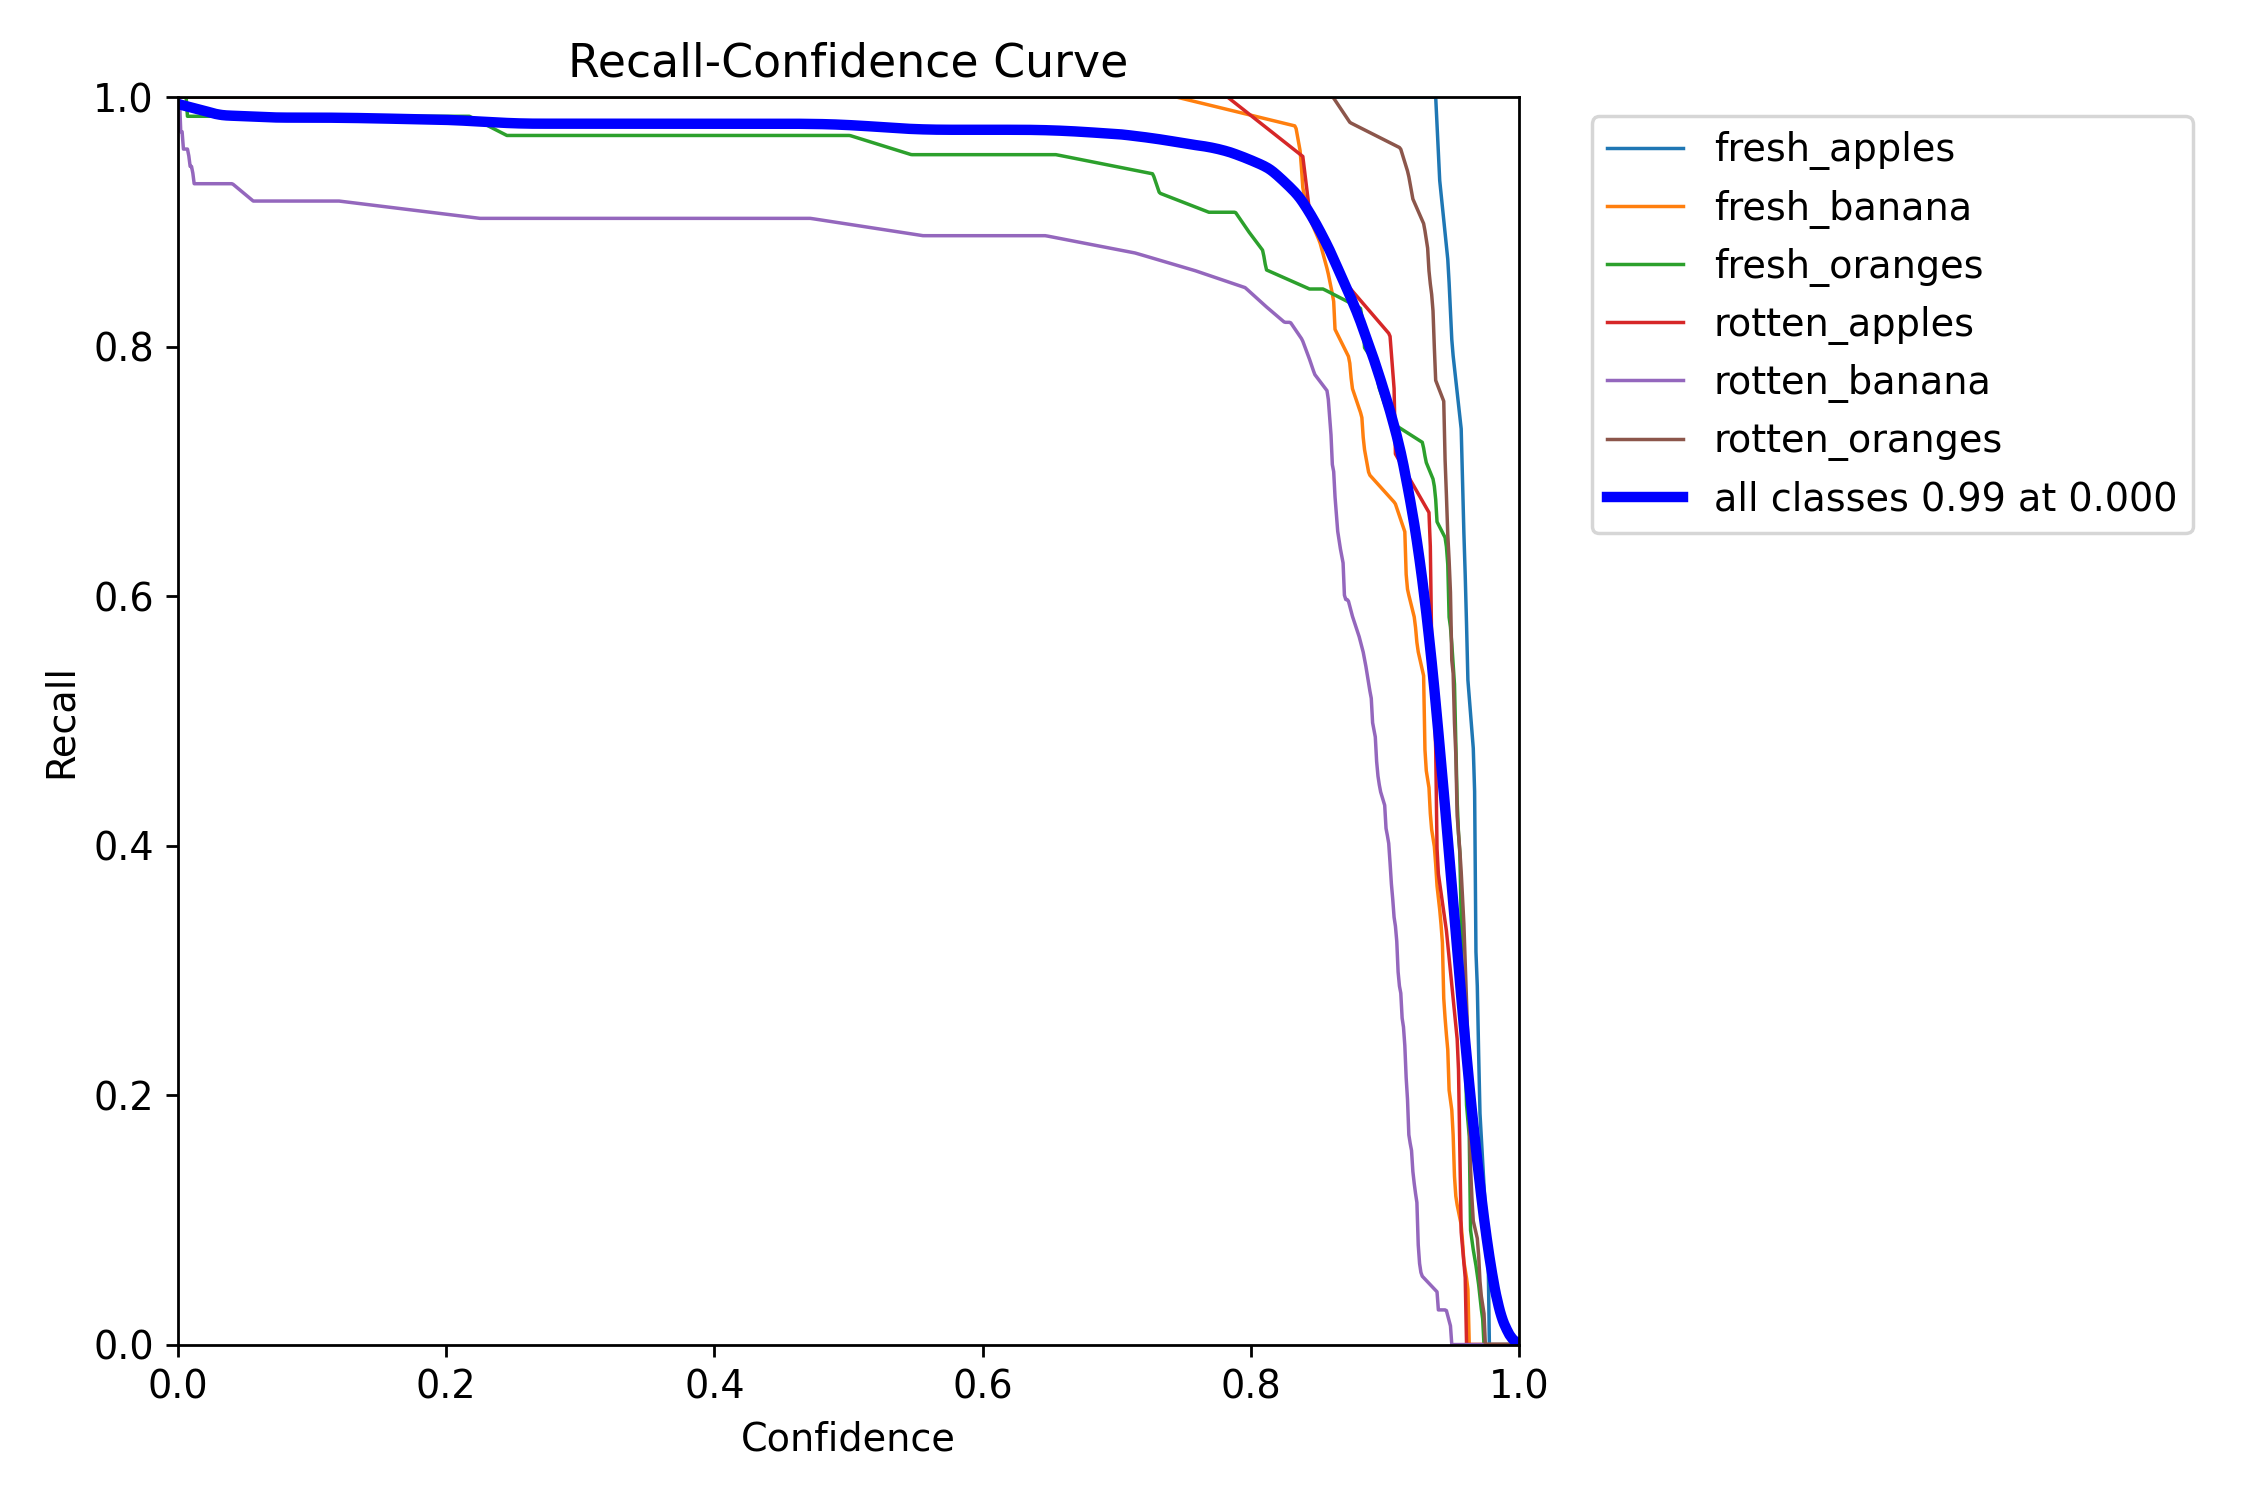 Recall-Confidence Curve
1.0
0.8
0.6
0.4
0.2
0.0
Recall
0.0 0.2 0.4 0.6 0.8 1.0
Confidence
fresh_apples
fresh_banana
fresh_oranges
rotten_apples
rotten_banana
rotten_oranges
all classes 0.99 at 0.000